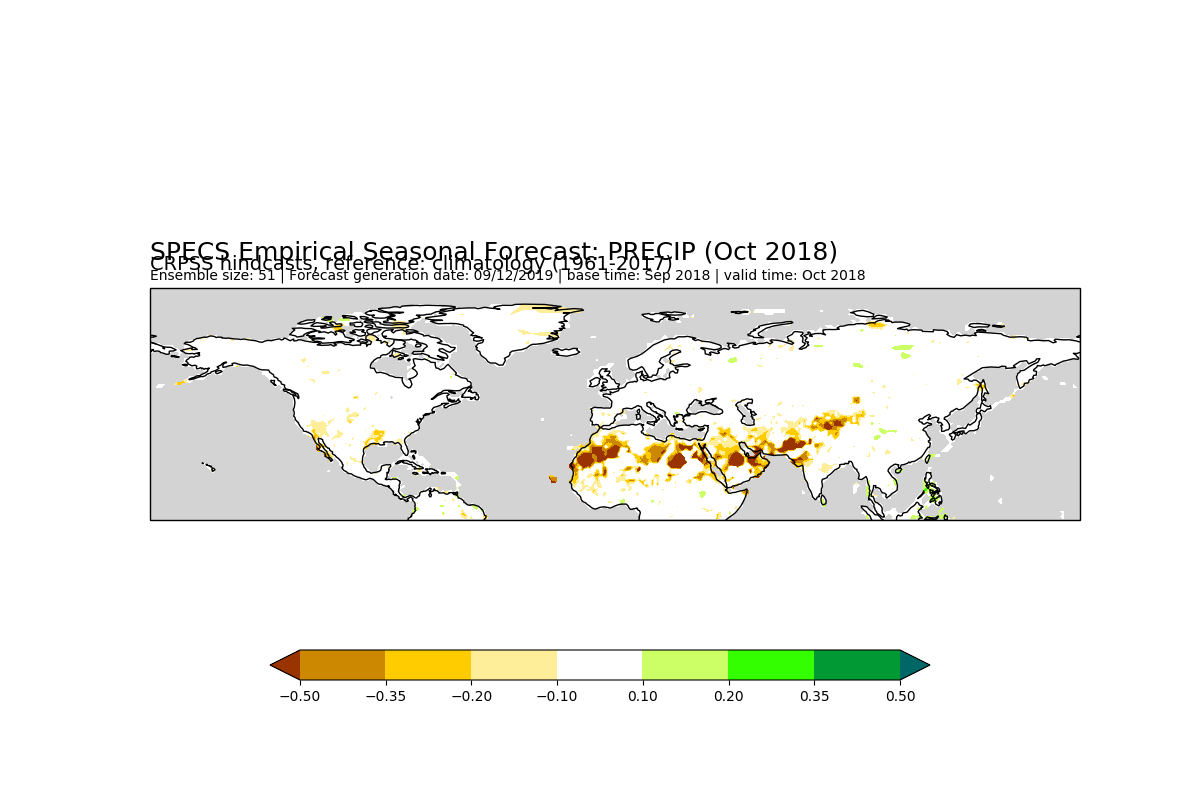 SPECS Empirical Seasonal Forecast: PRECIP (Oct 2018)
CRPSS hindcasts, reference: climatology (1961-2017)
Ensemble size: 51 | Forecast generation date: 09/12/2019 | base time: Sep 2018 | valid time: Oct 2018
−0.50 −0.35 −0.20 −0.10 0.10 0.20 0.35 0.50